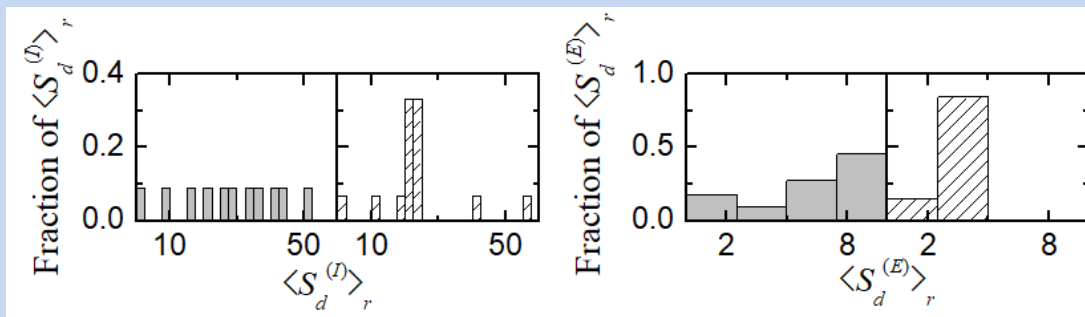 Fraction of <S_d^(I)>_r
0.4
0.2
0.0
10 50 10 50
<S_d^(I)>_r
Fraction of <S_d^(E)>_r
1.0
0.5
0.0
2 8 2 8
<S_d^(E)>_r